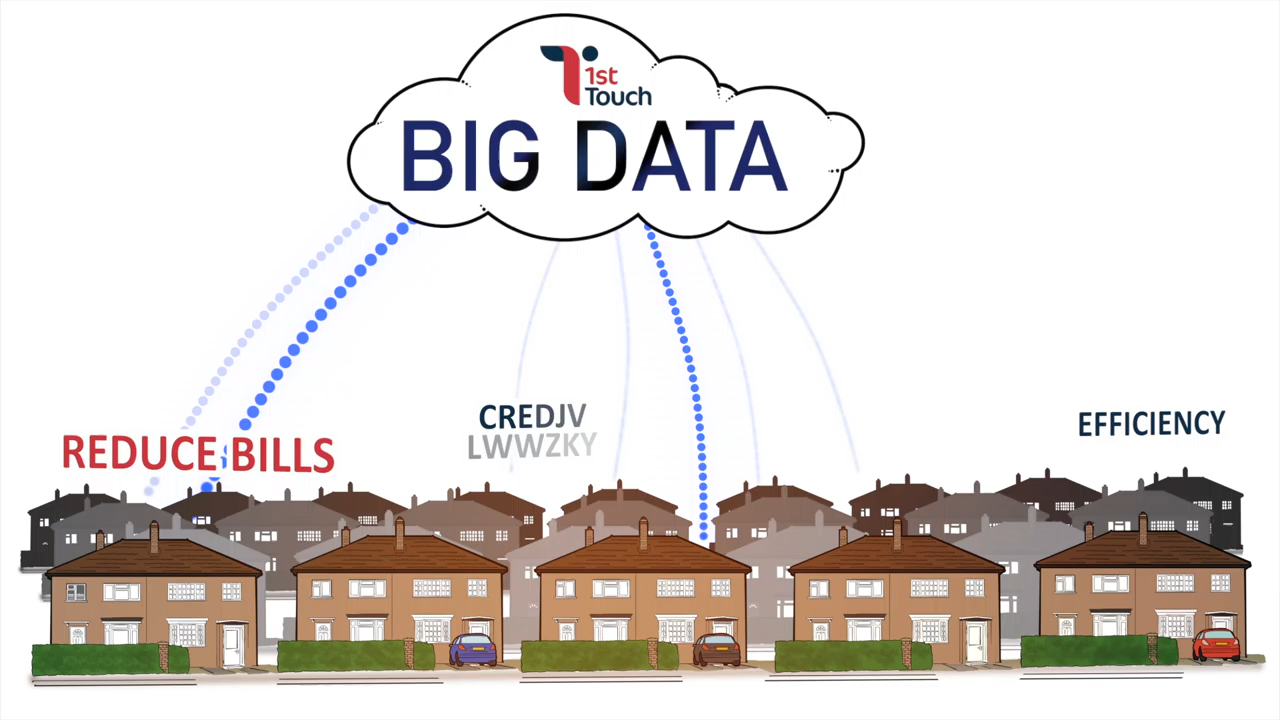 1st
Touch
BIG DATA
REDUCE BILLS
CREDJV
LWWZKY
EFFICIENCY